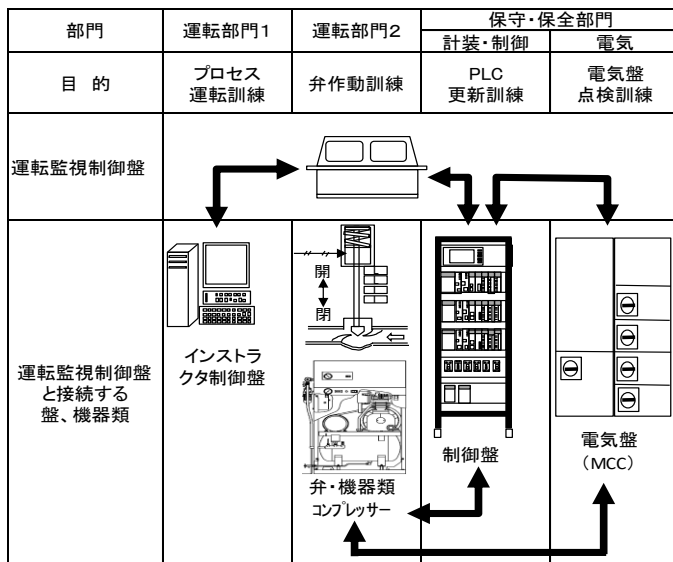 部門
運転部門1
運転部門2
保守・保全部門
計装・制御
電気
目 的
プロセス
運転訓練
弁作動訓練
PLC
更新訓練
電気盤
点検訓練
運転監視制御盤
運転監視制御盤
と接続する
盤、機器類
インストラ
クタ制御盤
開
閉
弁・機器類
コンプレッサー
制御盤
電気盤
（MCC）